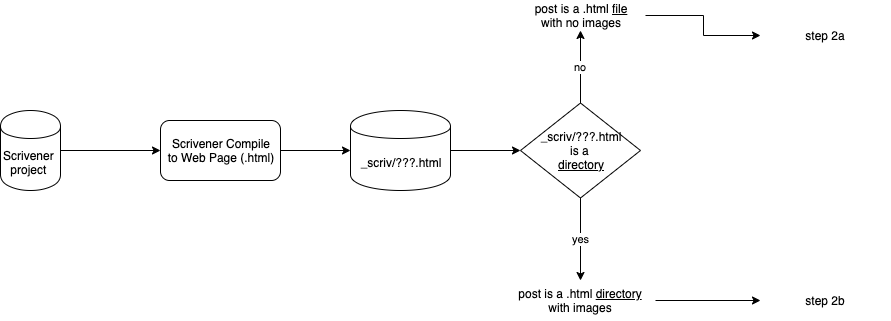 post is a .html file
with no images
step 2a
no
Scrivener
project
Scrivener Compile
to Web Page (.html)
_scriv/???.html
_scriv/???.html
is a
directory
yes
post is a .html directory
with images
step 2b